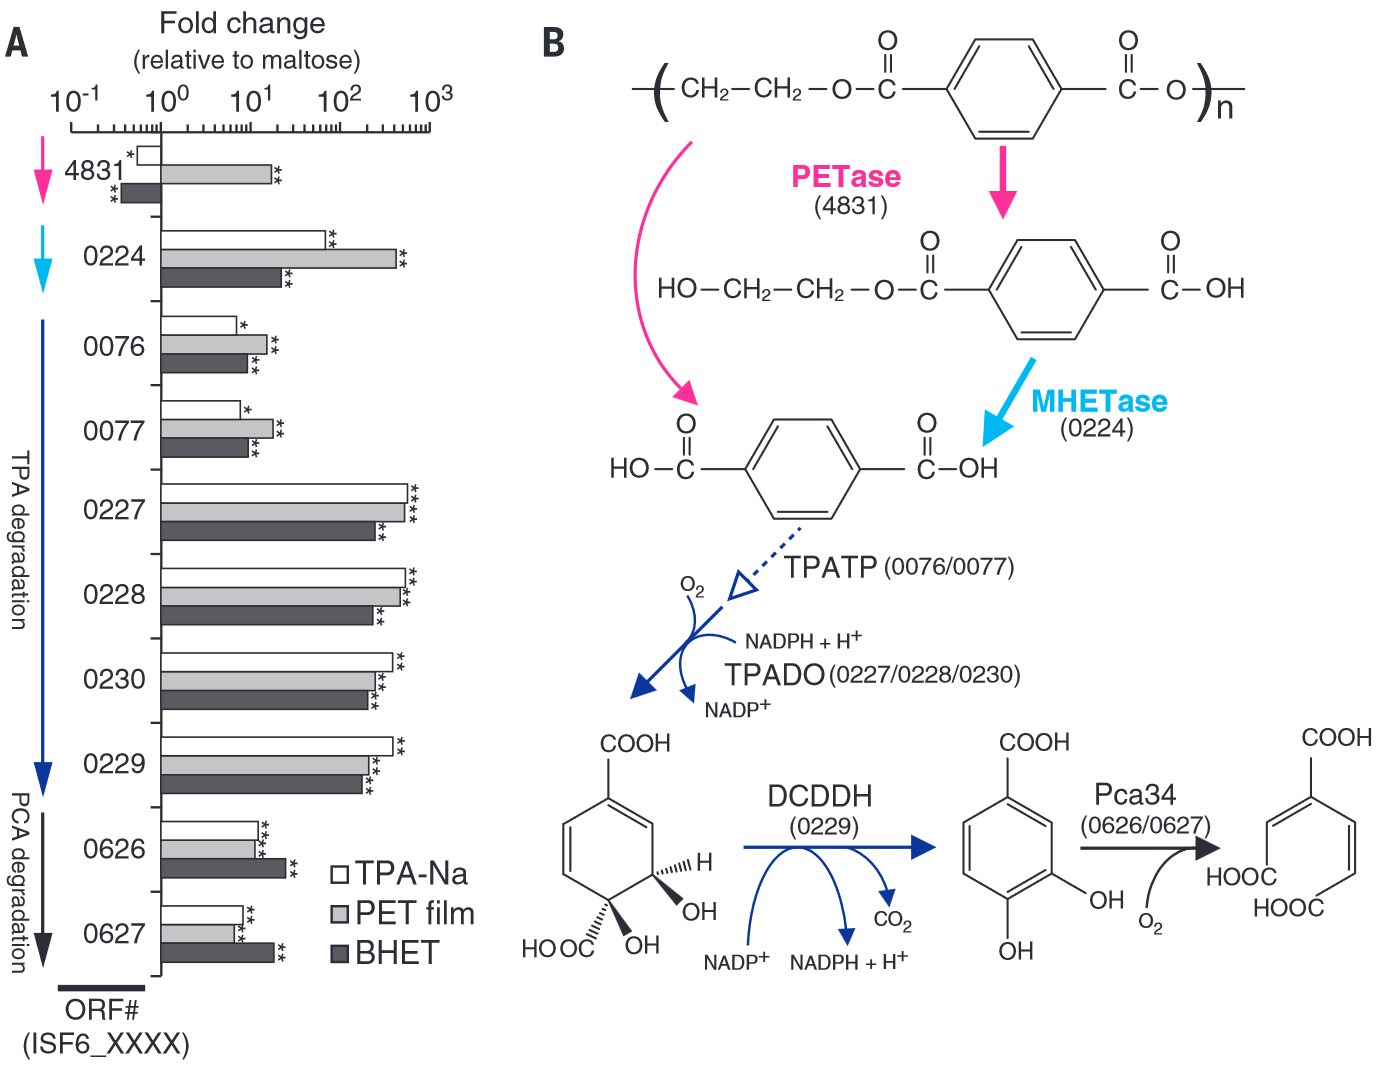 A
Fold change
(relative to maltose)
10-1 100 101 102 103
4831
*
**
**
0224
**
**
**
0076
*
**
**
0077
*
**
**
0227
**
**
**
0228
**
**
**
0230
**
**
**
0229
**
**
**
0626
**
**
**
0627
**
**
**
TPA degradation
PCA degradation
TPA-Na
PET film
BHET
ORF#
(ISF6_XXXX)
B
O O
CH2 CH2 O C C O
n
PETase
(4831)
O O
HO CH2 CH2 O C C OH
MHETase
(0224)
O O
HO C C OH
TPATP (0076/0077)
O2
NADPH + H+
TPADO (0227/0228/0230)
NADP+
COOH
H
OH
HOOC OH
DCDDH
(0229)
CO2
NADP+ NADPH + H+
COOH
OH
OH
Pca34
(0626/0627)
O2
COOH
HOOC
HOOC